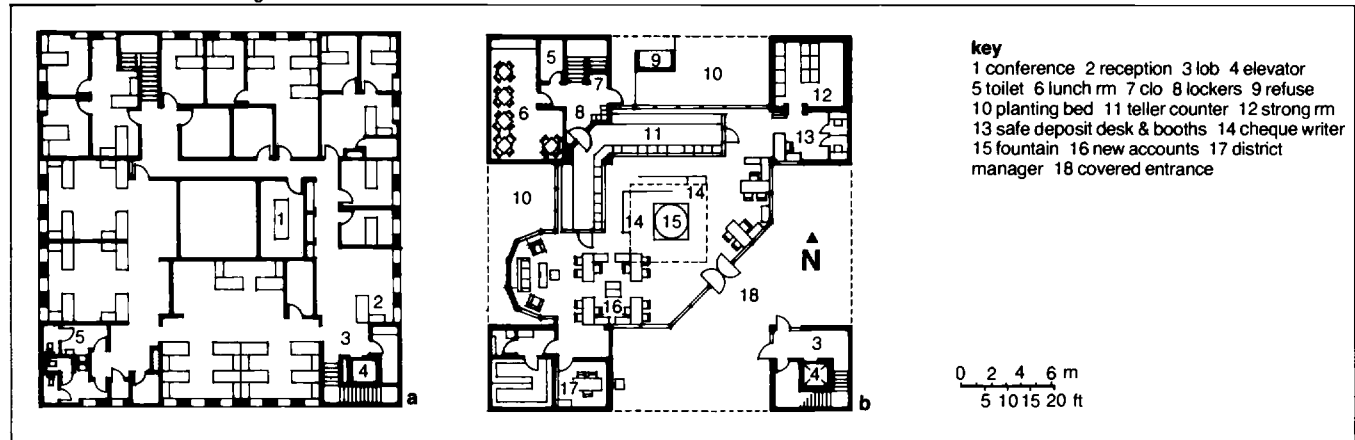 1
2
3
4
5
a
5
7
9
10
6
8
11
12
13
14
10
14
15
16
18
N
3
4
17
b
key
1 conference 2 reception 3 lob 4 elevator
5 toilet 6 lunch rm 7 clo 8 lockers 9 refuse
10 planting bed 11 teller counter 12 strong rm
13 safe deposit desk & booths 14 cheque writer
15 fountain 16 new accounts 17 district
manager 18 covered entrance
0 2 4 6 m
5 10 15 20 ft